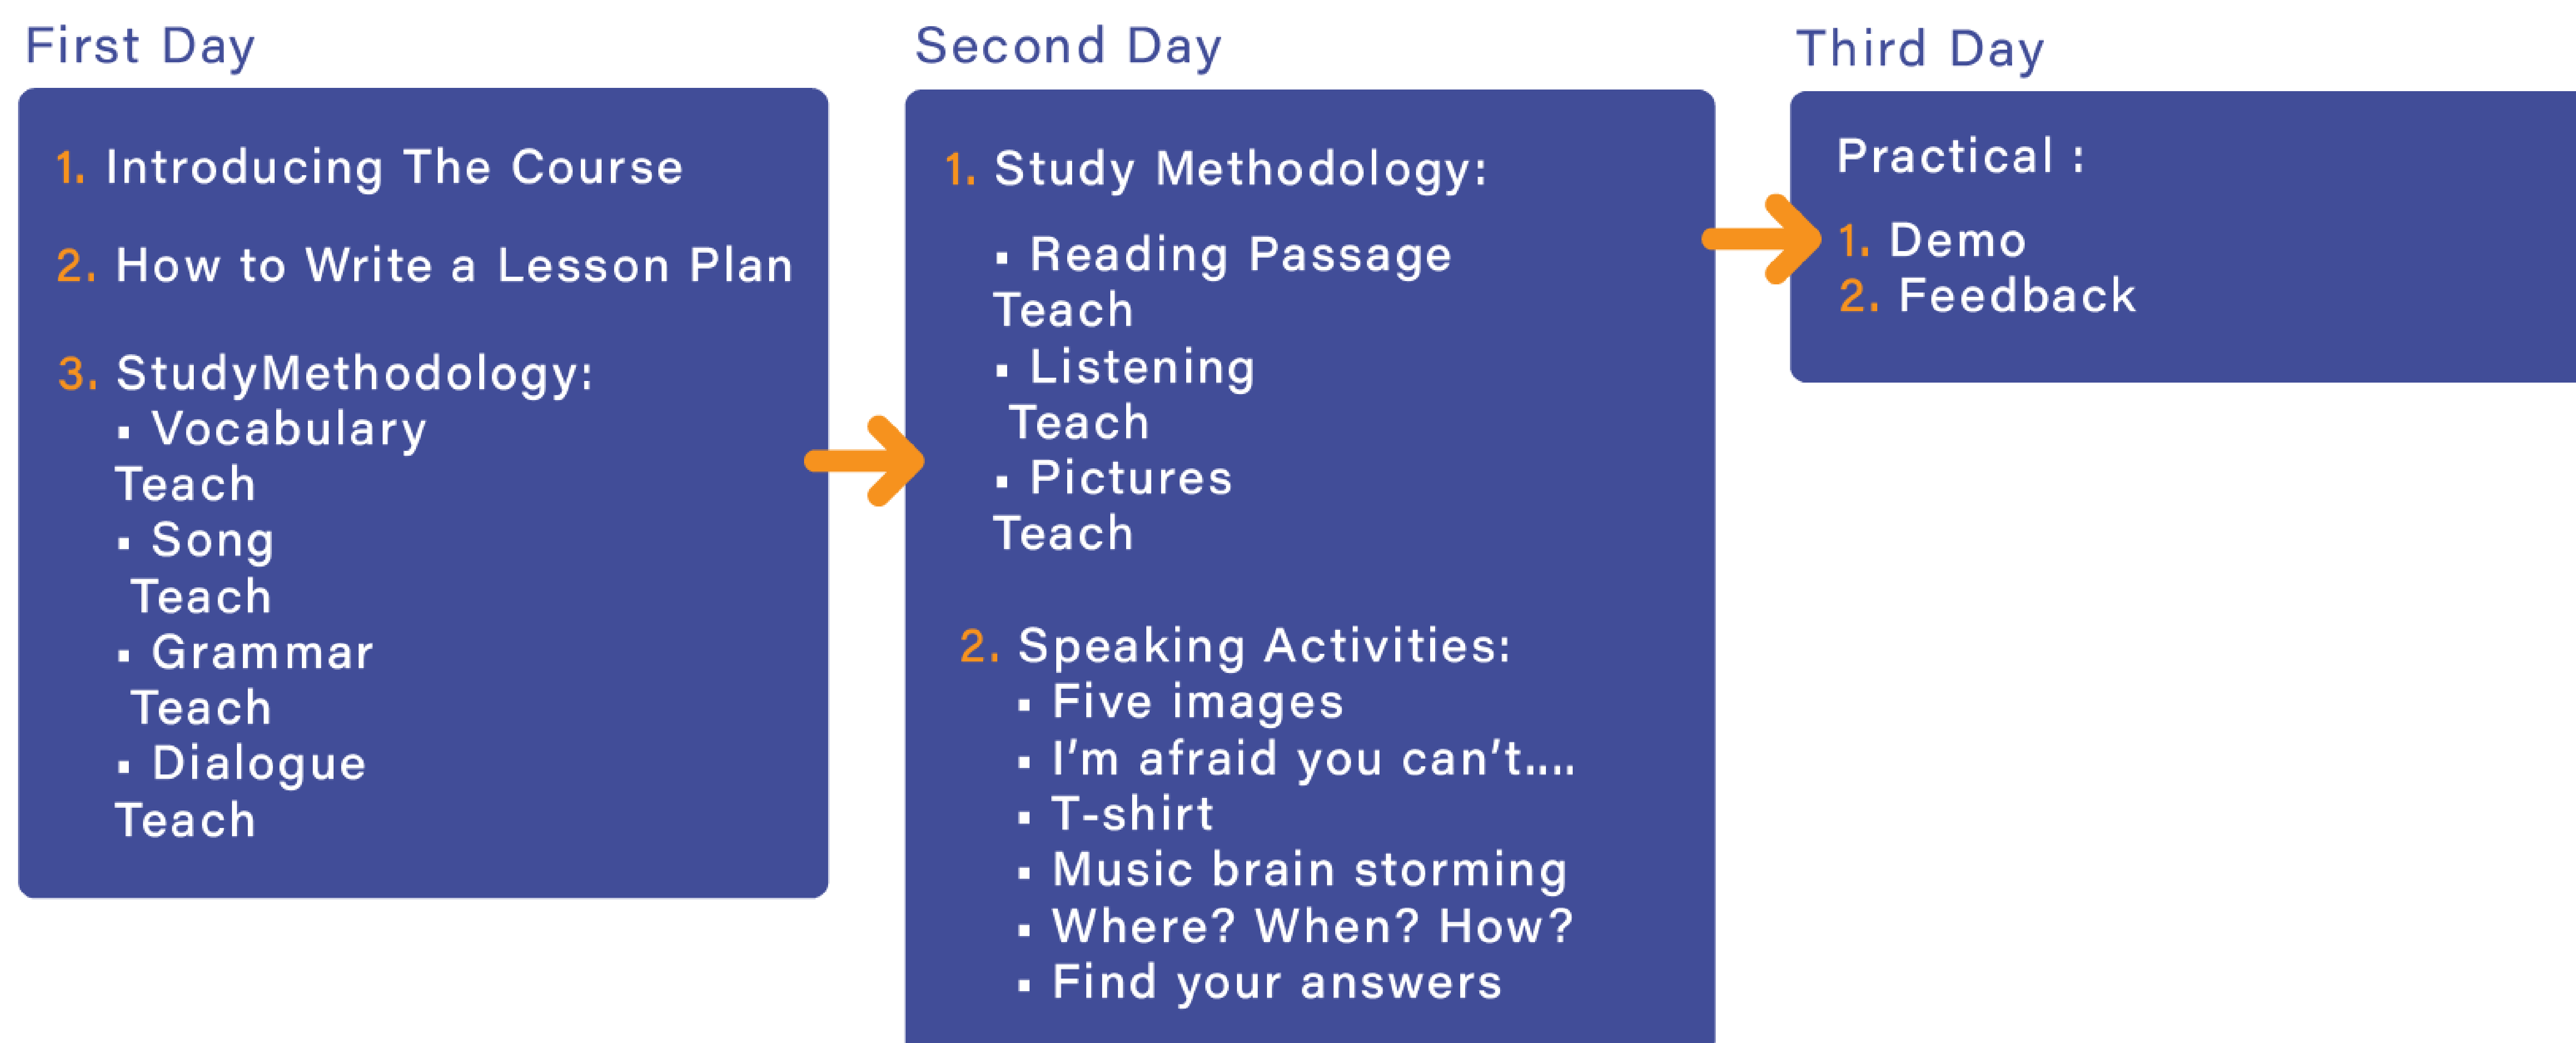 First Day
1. Introducing The Course
2. How to Write a Lesson Plan
3. StudyMethodology:
▪ Vocabulary
Teach
▪ Song
Teach
▪ Grammar
Teach
▪ Dialogue
Teach
Second Day
1. Study Methodology:
▪ Reading Passage
Teach
▪ Listening
Teach
▪ Pictures
Teach
2. Speaking Activities:
▪ Five images
▪ I’m afraid you can’t....
▪ T-shirt
▪ Music brain storming
▪ Where? When? How?
▪ Find your answers
Third Day
Practical :
1. Demo
2. Feedback